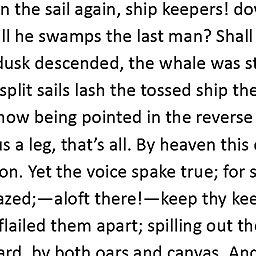 n the sail again, ship keepers! do
ll he swamps the last man? Shall
dusk descended, the whale was st
split sails lash the tossed ship the
now being pointed in the reverse
us a leg, that’s all. By heaven this
on. Yet the voice spake true; for s
azed;—aloft there!—keep thy kee
flailed them apart; spilling out the
ard, by both oars and canvas. And